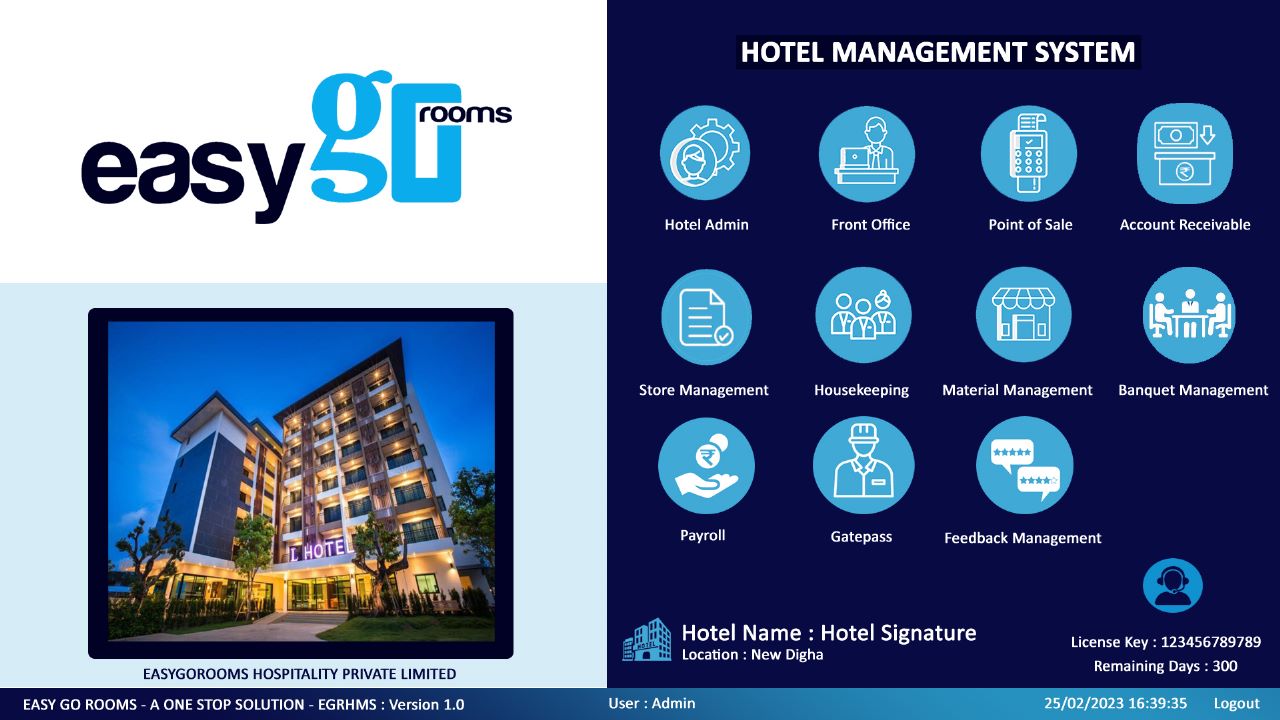 easy go rooms
HOTEL MANAGEMENT SYSTEM
Hotel Admin
Front Office
Point of Sale
Account Receivable
Store Management
Housekeeping
Material Management
Banquet Management
Payroll
Gatepass
Feedback Management
HOTEL
HOTEL
Hotel Name : Hotel Signature
Location : New Digha
License Key : 123456789789
Remaining Days : 300
EASYGOROOMS HOSPITALITY PRIVATE LIMITED
EASY GO ROOMS - A ONE STOP SOLUTION - EGRHMS : Version 1.0
User : Admin
25/02/2023 16:39:35
Logout